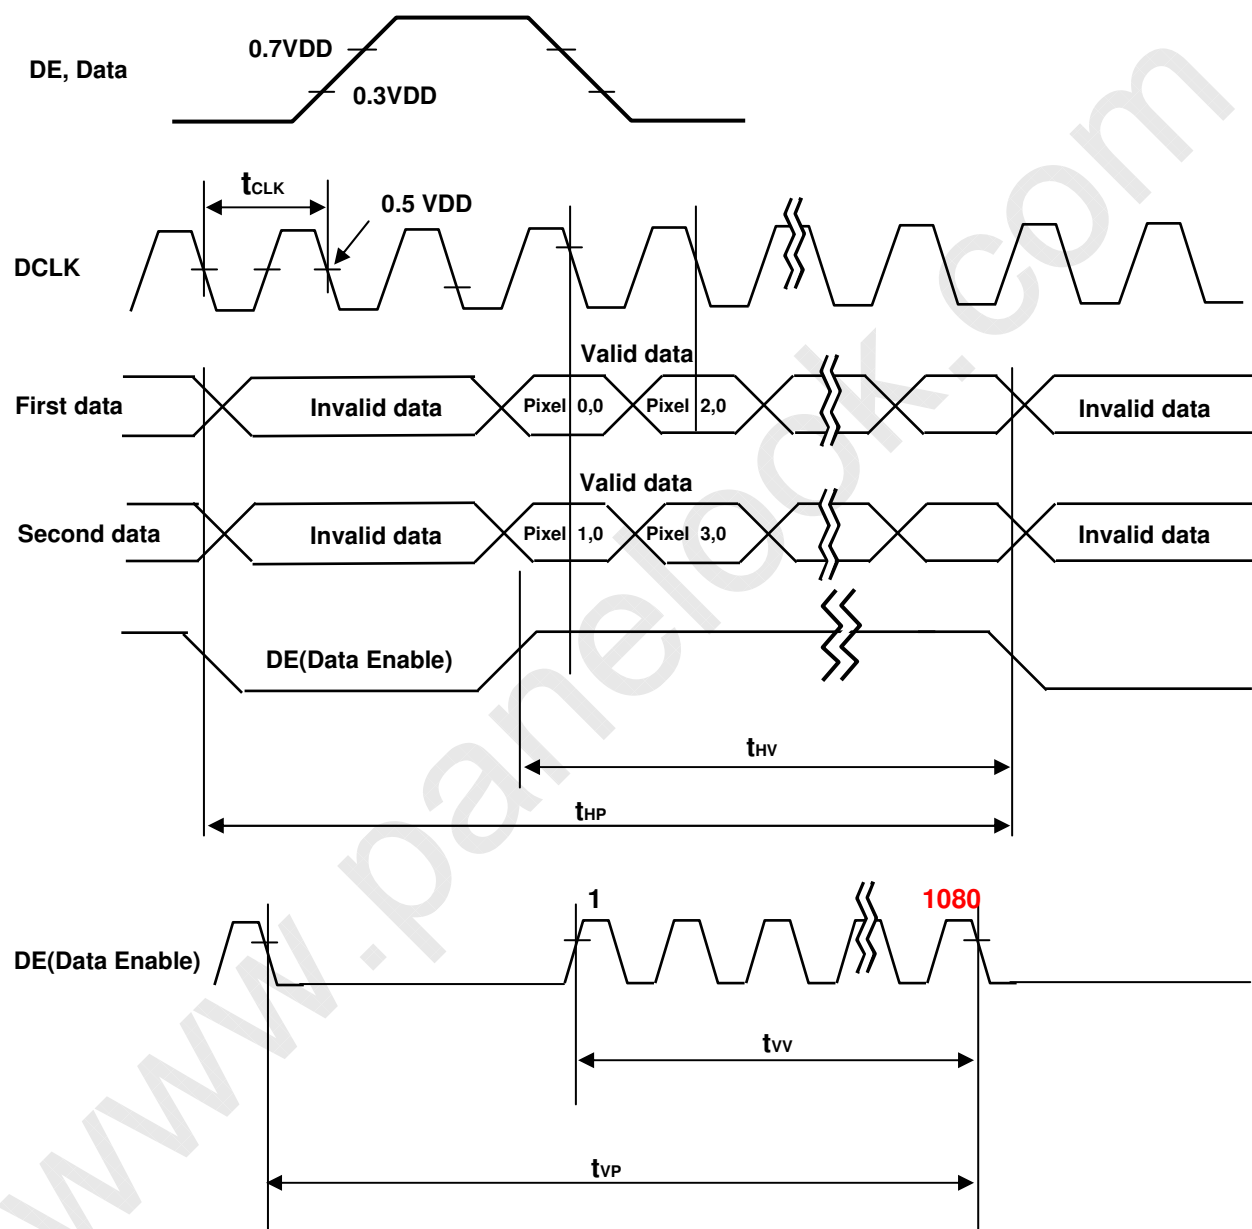 0.7VDD
DE, Data
0.3VDD
tCLK
0.5 VDD
DCLK
Valid data
First data
Invalid data
Pixel 0,0
Pixel 2,0
Invalid data
Valid data
Second data
Invalid data
Pixel 1,0
Pixel 3,0
Invalid data
DE(Data Enable)
tHV
tHP
1
1080
DE(Data Enable)
tVV
tVP
www.panelook.com